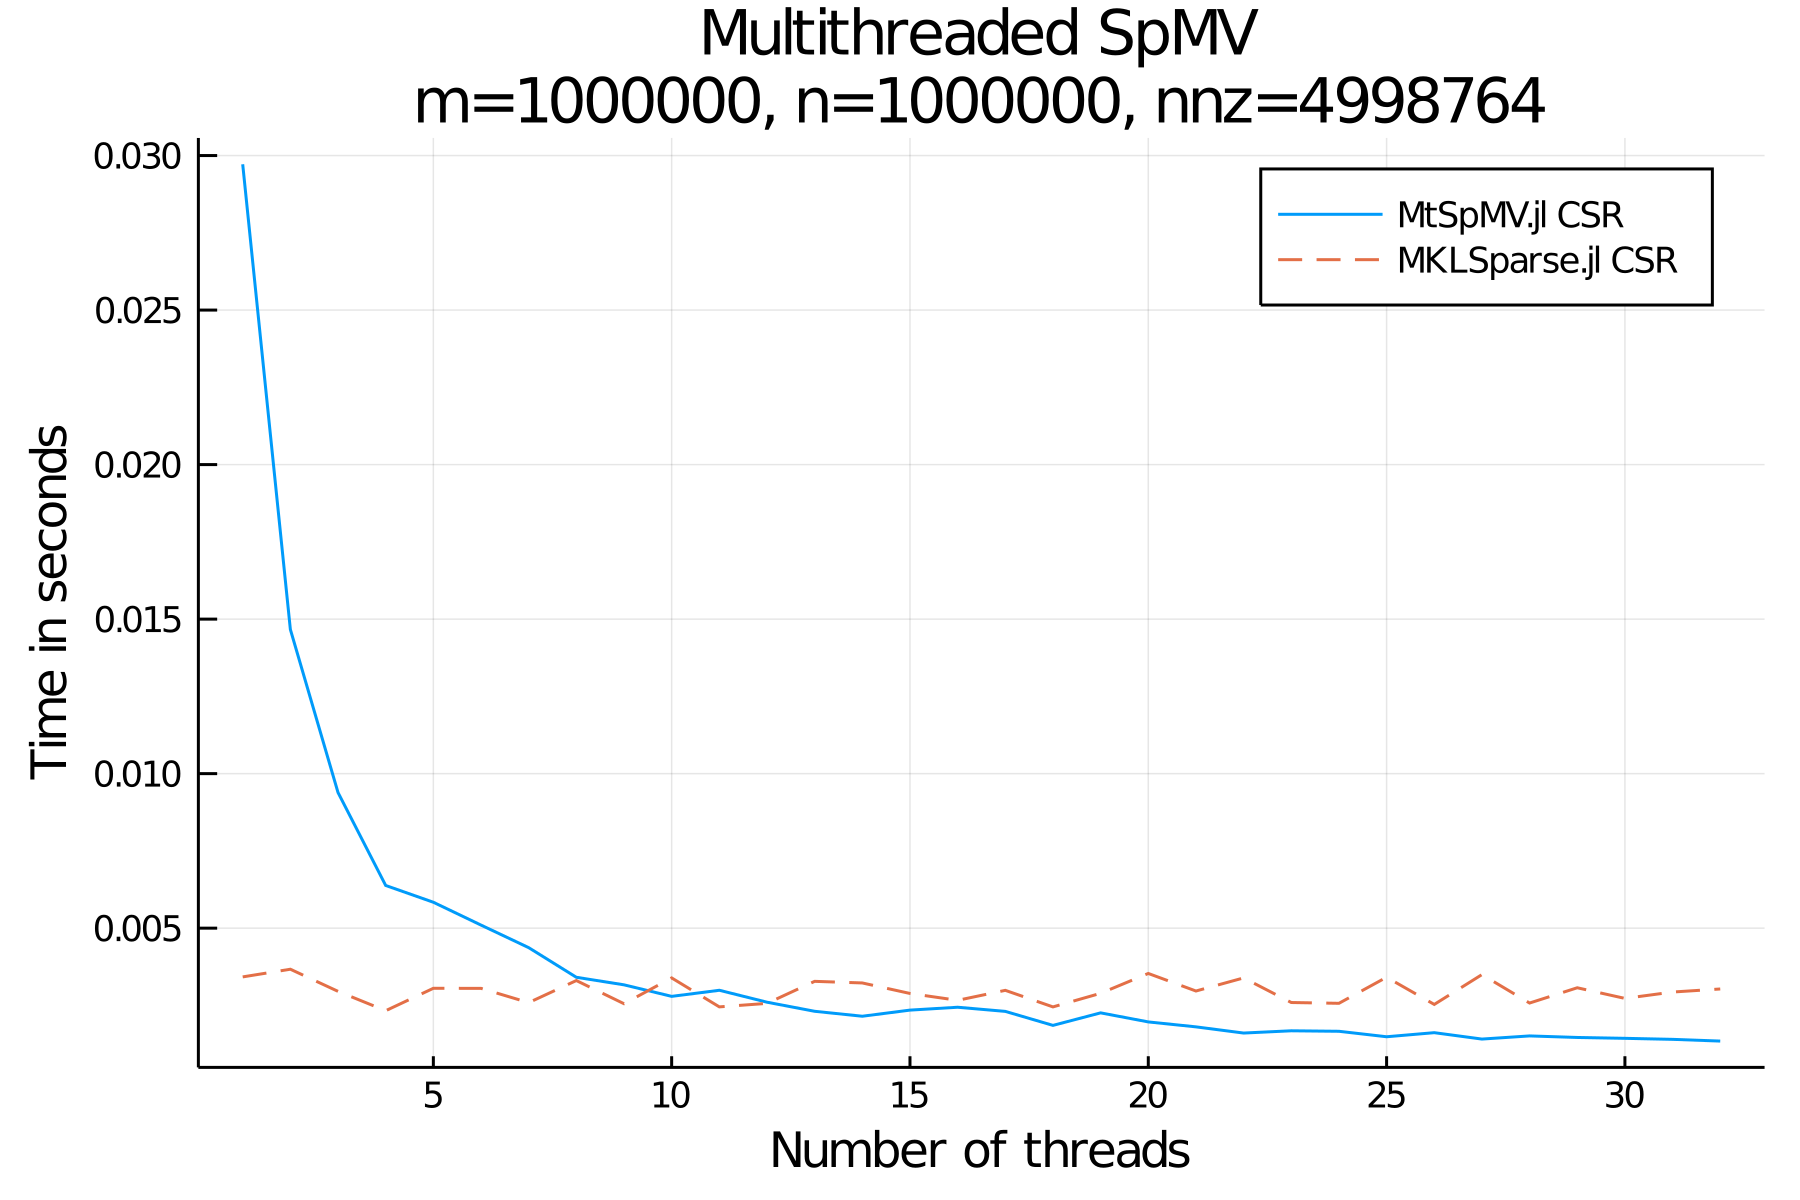 Multithreaded SpMV
m=1000000, n=1000000, nnz=4998764
0.030
0.025
0.020
0.015
0.010
0.005
Time in seconds
MtSpMV.jl CSR
MKLSparse.jl CSR
5
10
15
20
25
30
Number of threads